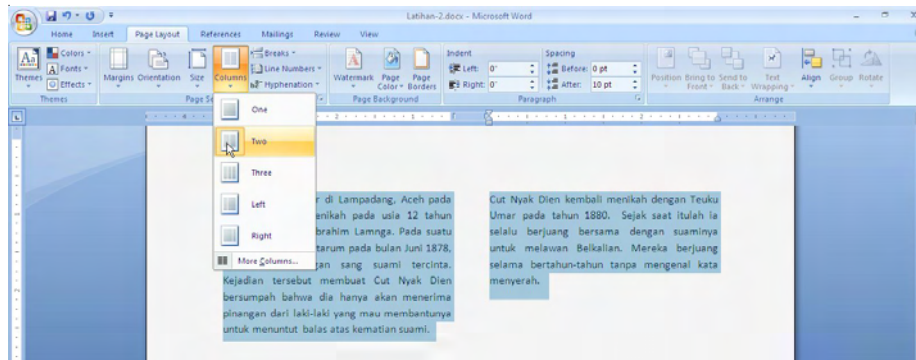 Latihan-2.docx - Microsoft Word
Home Insert Page Layout References Mailings Review View
Themes
Colors
Fonts
Effects
Themes
Margins Orientation Size Columns
Breaks
Line Numbers
Hyphenation
Page Se
Watermark Page Color Page Borders
Page Background
Indent
Left: 0"
Right: 0"
Spacing
Before: 0 pt
After: 10 pt
Paragraph
Position Bring to Front Send to Back Text Wrapping Align Group Rotate
Arrange
One
Two
Three
Left
Right
More Columns...
r di Lampadang, Aceh pada
enikah pada usia 12 tahun
brahim Lamnga. Pada suatu
tarum pada bulan Juni 1878,
an sang suami tercinta.
Kejadian tersebut membuat Cut Nyak Dien
bersumpah bahwa dia hanya akan menerima
pinangan dari laki-laki yang mau membantunya
untuk menuntut balas atas kematian suami.
Cut Nyak Dien kembali menikah dengan Teuku
Umar pada tahun 1880. Sejak saat itulah ia
selalu berjuang bersama dengan suaminya
untuk melawan Belkalian. Mereka berjuang
selama bertahun-tahun tanpa mengenal kata
menyerah.